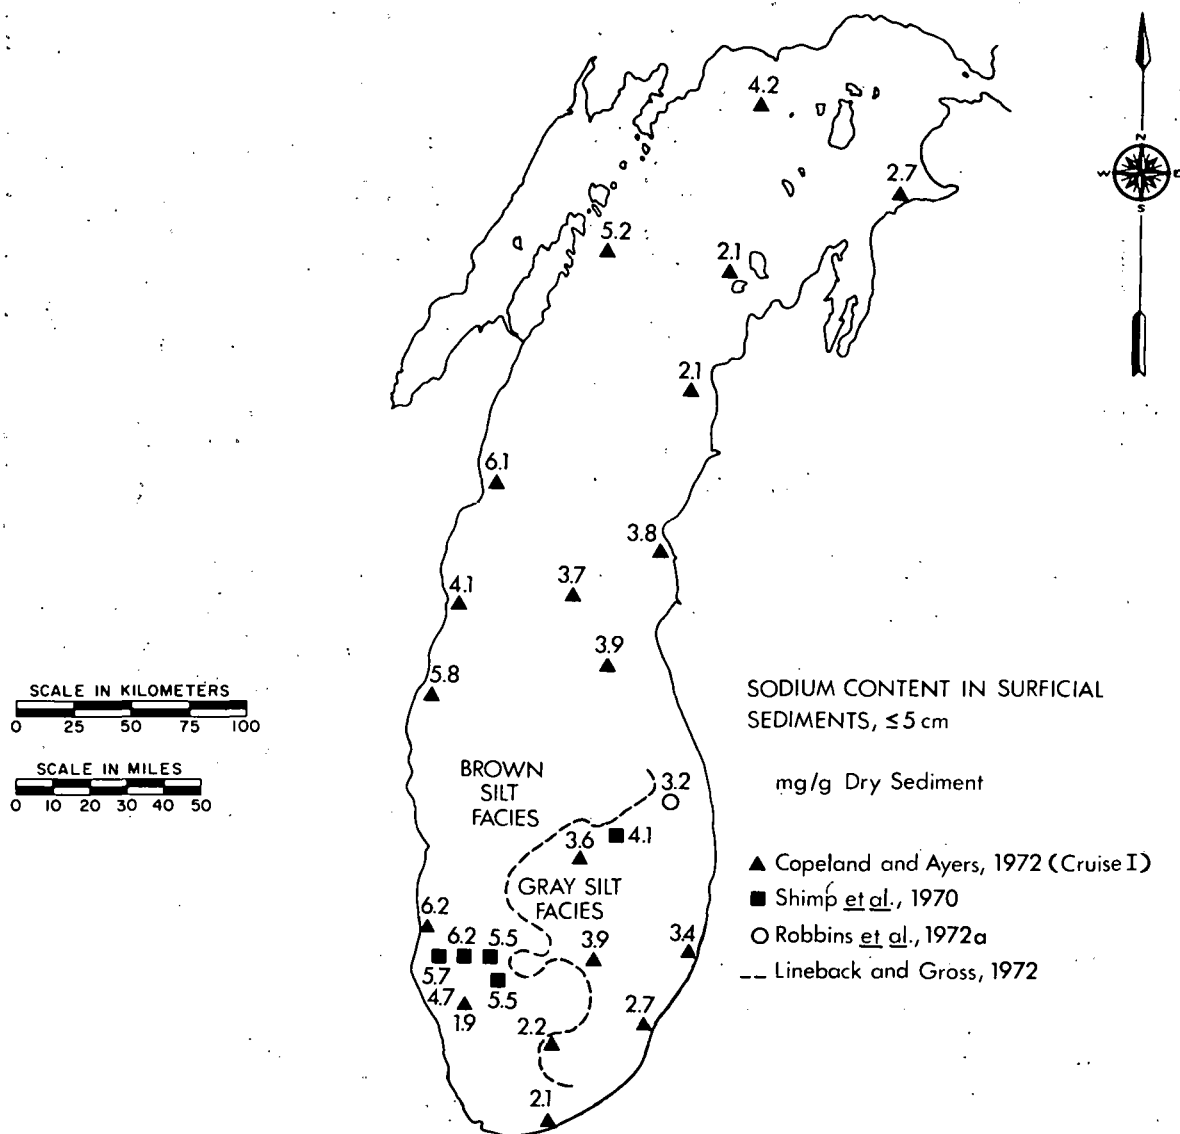 4.2
N
W
E
S
2.7
5.2
2.1
2.1
6.1
3.8
4.1
3.7
3.9
5.8
SCALE IN KILOMETERS
0 25 50 75 100
SCALE IN MILES
0 10 20 30 40 50
SODIUM CONTENT IN SURFICIAL
SEDIMENTS, ≤5 cm
mg/g Dry Sediment
BROWN
SILT
FACIES
3.2
4.1
3.6
GRAY SILT
FACIES
Copeland and Ayers, 1972 (Cruise I)
Shimp et al., 1970
Robbins et al., 1972a
Lineback and Gross, 1972
6.2
6.2
5.5
3.9
3.4
5.7
5.5
4.7
1.9
2.7
2.2
2.1